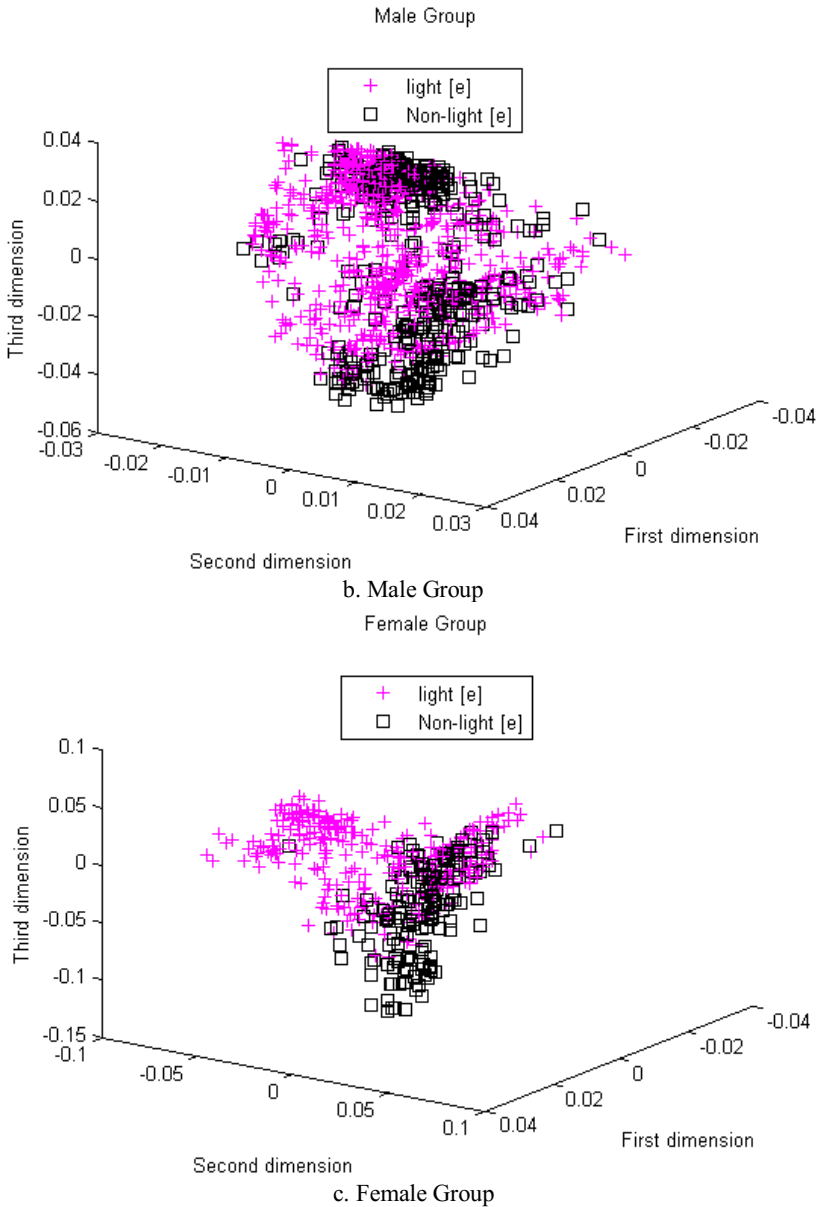 Male Group
light [e]
Non-light [e]
0.04
0.02
0
-0.02
-0.04
-0.06
Third dimension
-0.03
-0.02
-0.01
0
0.01
0.02
0.03
Second dimension
0.04
0.02
0
-0.02
-0.04
First dimension
b. Male Group
Female Group
light [e]
Non-light [e]
0.1
0.05
0
-0.05
-0.1
-0.15
Third dimension
-0.1
-0.05
0
0.05
0.1
Second dimension
0.04
0.02
0
-0.02
-0.04
First dimension
c. Female Group